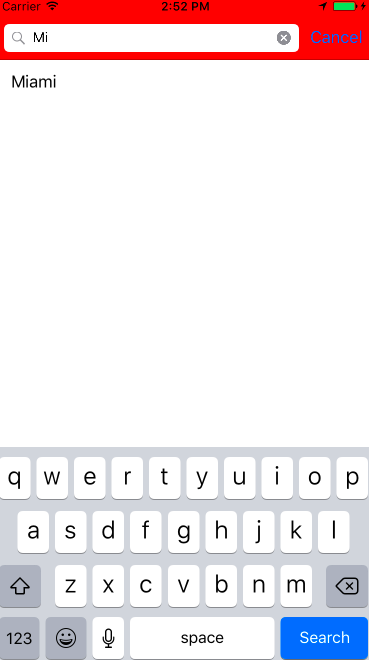 Carrier 2:52 PM
Mi Cancel
Miami
q w e r t y u i o p
a s d f g h j k l
z x c v b n m
123 space Search